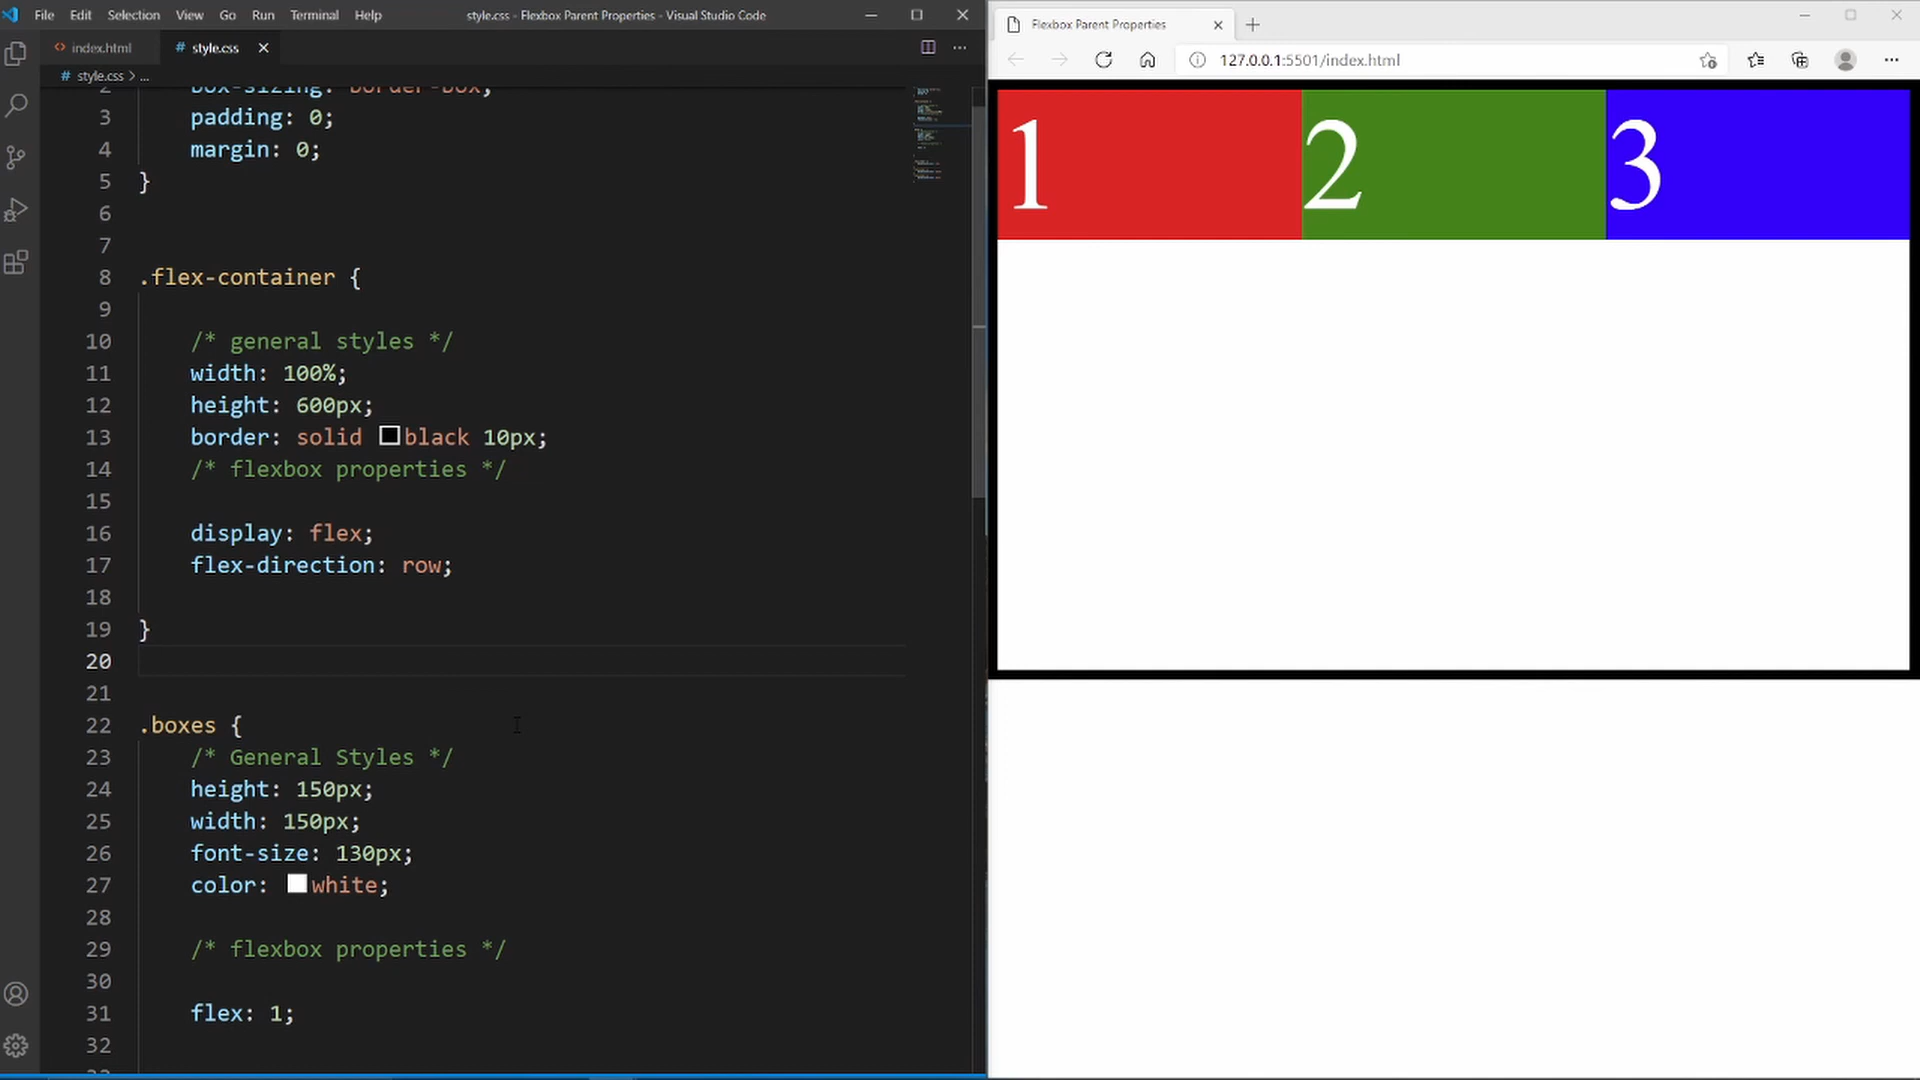 File Edit Selection View Go Run Terminal Help style.css - Flexbox Parent Properties - Visual Studio Code
index.html # style.css
# style.css > ...
2 box-sizing: border-box;
3 padding: 0;
4 margin: 0;
5 }
6
7
8 .flex-container {
9
10 /* general styles */
11 width: 100%;
12 height: 600px;
13 border: solid black 10px;
14 /* flexbox properties */
15
16 display: flex;
17 flex-direction: row;
18
19 }
20
21
22 .boxes {
23 /* General Styles */
24 height: 150px;
25 width: 150px;
26 font-size: 130px;
27 color: white;
28
29 /* flexbox properties */
30
31 flex: 1;
32
Flexbox Parent Properties
127.0.0.1:5501/index.html
1 2 3